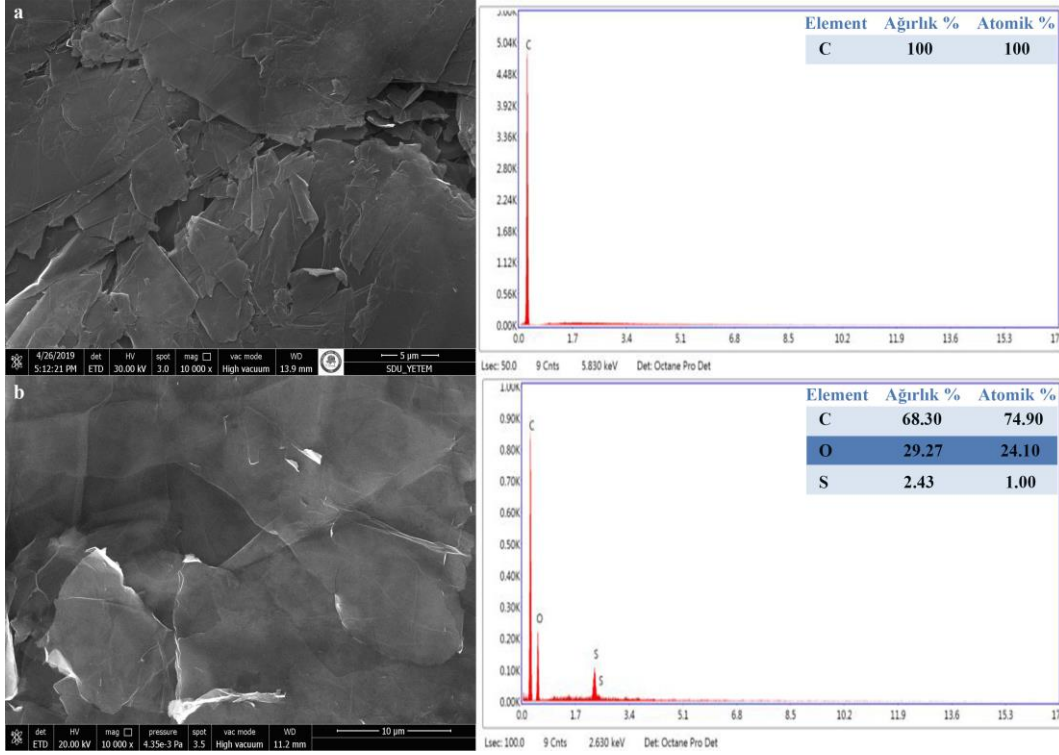 a
4/26/2019 det HV spot mag □ vac mode WD 5 µm
5:12:21 PM ETD 30.00 kV 3.0 10 000 x High vacuum 13.9 mm SDU_YETEM
5.04K
4.48K
3.92K
3.36K
2.80K
2.24K
1.68K
1.12K
0.56K
0.00K
C
Element Ağırlık % Atomik %
C 100 100
0.0 1.7 3.4 5.1 6.8 8.5 10.2 11.9 13.6 15.3 17
Lsec: 50.0 9 Cnts 5.830 keV Det: Octane Pro Det
b
det HV mag □ pressure spot vac mode WD 10 µm
ETD 20.00 kV 10 000 x 4.35e-3 Pa 3.5 High vacuum 11.2 mm
1.00K
0.90K
0.80K
0.70K
0.60K
0.50K
0.40K
0.30K
0.20K
0.10K
0.00K
C
O
S
S
Element Ağırlık % Atomik %
C 68.30 74.90
O 29.27 24.10
S 2.43 1.00
0.0 1.7 3.4 5.1 6.8 8.5 10.2 11.9 13.6 15.3 17
Lsec: 100.0 9 Cnts 2.630 keV Det: Octane Pro Det